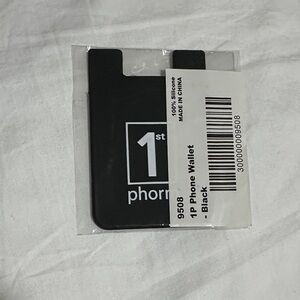 1st
phorm
100% Silicone
MADE IN CHINA
9508
1P Phone Wallet
- Black
300000009508